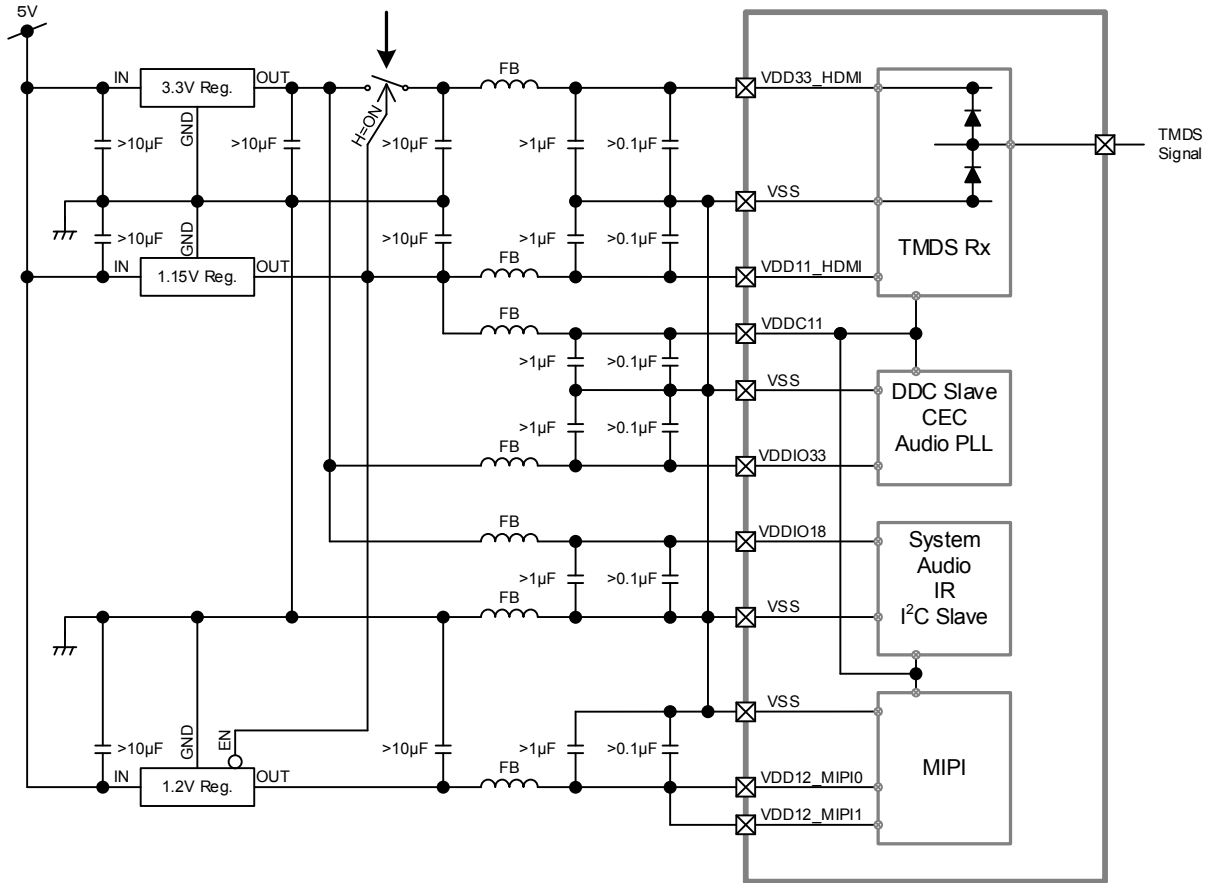 5V
IN
3.3V Reg.
OUT
GND
>10µF
>10µF
H=ON
>10µF
FB
>1µF
>0.1µF
VDD33_HDMI
TMDS
Signal
VSS
TMDS Rx
>10µF
GND
IN
1.15V Reg.
OUT
>10µF
FB
>1µF
>0.1µF
VDD11_HDMI
FB
VDDC11
>1µF
>0.1µF
VSS
DDC Slave
CEC
Audio PLL
>1µF
>0.1µF
FB
VDDIO33
FB
VDDIO18
System
Audio
IR
I²C Slave
>1µF
>0.1µF
FB
VSS
VSS
>10µF
GND
EN
IN
1.2V Reg.
OUT
>10µF
>1µF
>0.1µF
FB
MIPI
VDD12_MIPI0
VDD12_MIPI1